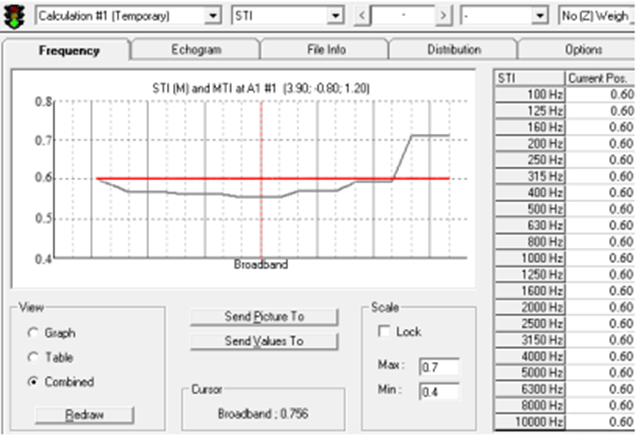 Calculation #1 (Temporary) STI < - > - No (Z) Weigh
Frequency Echogram File Info Distribution Options
STI (M) and MTI at A1 #1 (3.90; -0.80; 1.20)
0.8
0.7
0.6
0.5
0.4
Broadband
STI Current Pos.
100 Hz 0.60
125 Hz 0.60
160 Hz 0.60
200 Hz 0.60
250 Hz 0.60
315 Hz 0.60
400 Hz 0.60
500 Hz 0.60
630 Hz 0.60
800 Hz 0.60
1000 Hz 0.60
1250 Hz 0.60
1600 Hz 0.60
2000 Hz 0.60
2500 Hz 0.60
3150 Hz 0.60
4000 Hz 0.60
5000 Hz 0.60
6300 Hz 0.60
8000 Hz 0.60
10000 Hz 0.60
View
Graph
Table
Combined
Redraw
Send Picture To
Send Values To
Cursor
Broadband ; 0.756
Scale
Lock
Max : 0.7
Min : 0.4